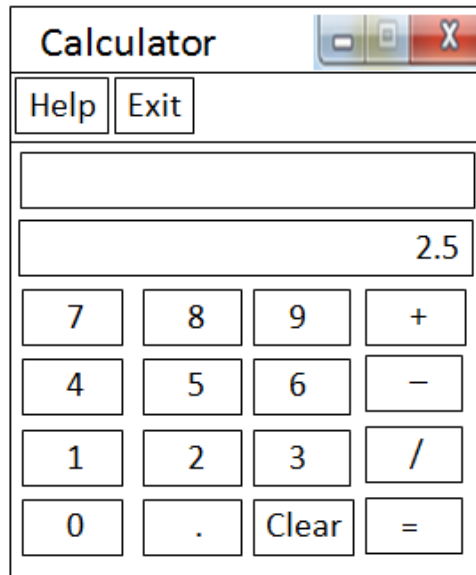 Calculator X
Help Exit
2.5
7 8 9 +
4 5 6 –
1 2 3 /
0 . Clear =